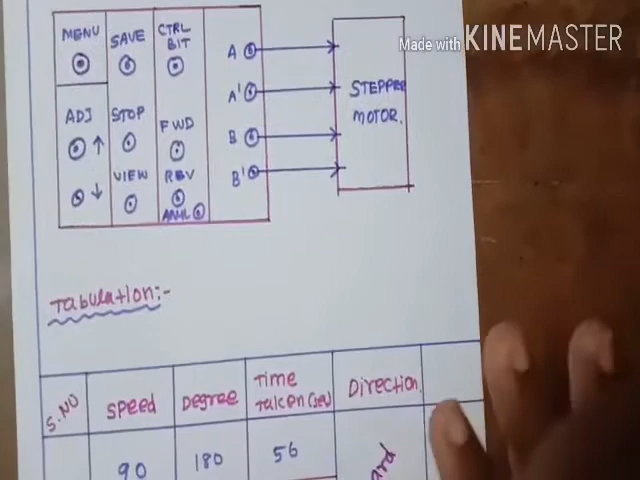 Made with KINEMASTER
MENU
SAVE
CTRL
BIT
ADJ
STOP
FWD
VIEW
REV
A
A'
B
B'
STEPPER
MOTOR.
Tabulation:-
S.NO
Speed
Degree
Time
Taken (sec)
Direction
90
180
56